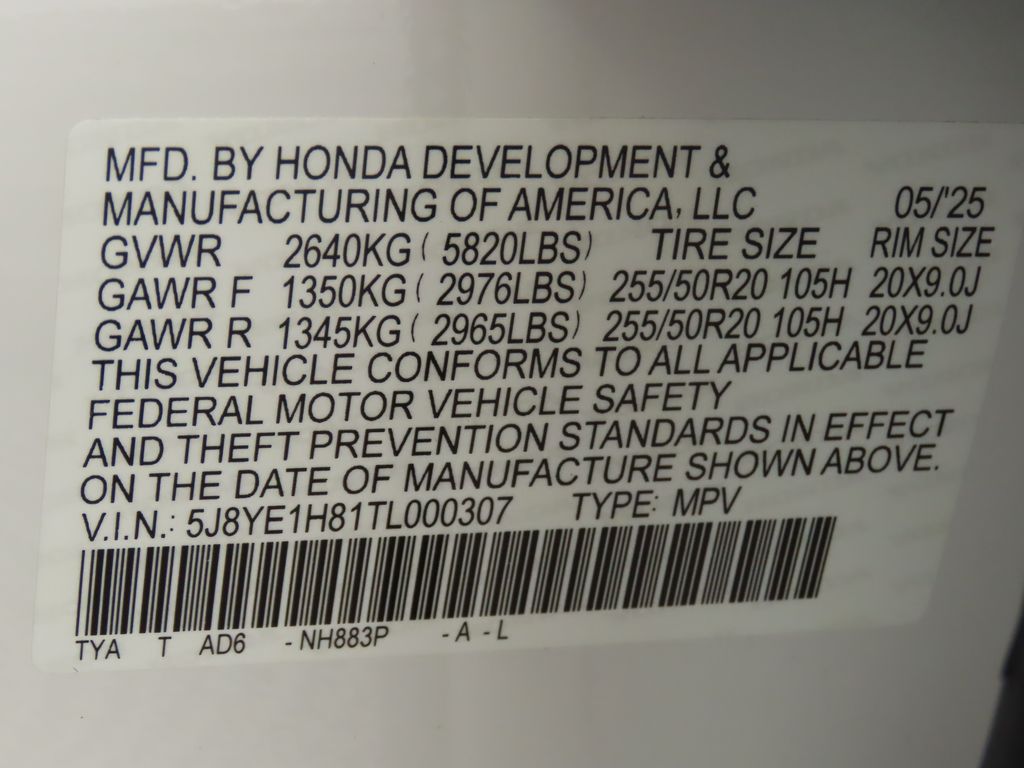 MFD. BY HONDA DEVELOPMENT &
MANUFACTURING OF AMERICA, LLC 05/'25
GVWR 2640KG ( 5820LBS) TIRE SIZE RIM SIZE
GAWR F 1350KG ( 2976LBS) 255/50R20 105H 20X9.0J
GAWR R 1345KG ( 2965LBS) 255/50R20 105H 20X9.0J
THIS VEHICLE CONFORMS TO ALL APPLICABLE
FEDERAL MOTOR VEHICLE SAFETY
AND THEFT PREVENTION STANDARDS IN EFFECT
ON THE DATE OF MANUFACTURE SHOWN ABOVE.
V.I.N.: 5J8YE1H81TL000307 TYPE: MPV
TYA T AD6 -NH883P -A -L